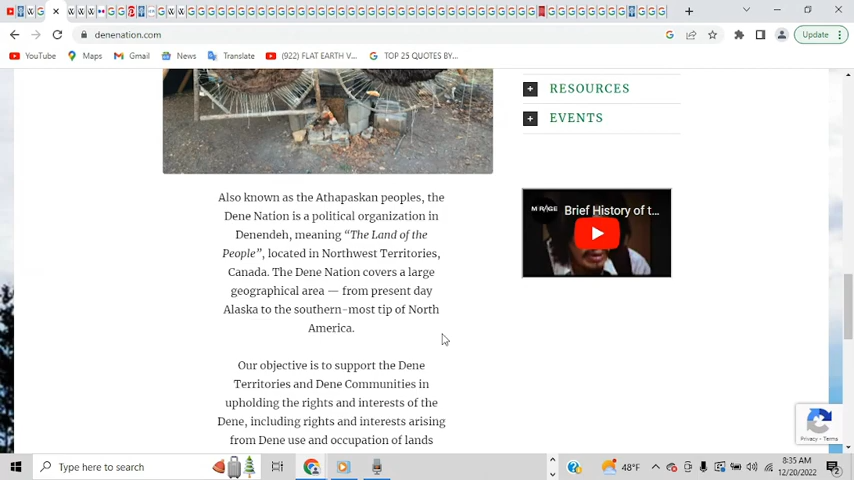 Update
denenation.com
YouTube
Maps
Gmail
News
Translate
(922) FLAT EARTH V...
TOP 25 QUOTES BY...
RESOURCES
EVENTS
Brief History of t...
Also known as the Athapaskan peoples, the
Dene Nation is a political organization in
Denendeh, meaning “The Land of the
People”, located in Northwest Territories,
Canada. The Dene Nation covers a large
geographical area — from present day
Alaska to the southern-most tip of North
America.
Our objective is to support the Dene
Territories and Dene Communities in
upholding the rights and interests of the
Dene, including rights and interests arising
from Dene use and occupation of lands
Privacy - Terms
Type here to search
48°F
8:35 AM
12/20/2022
2